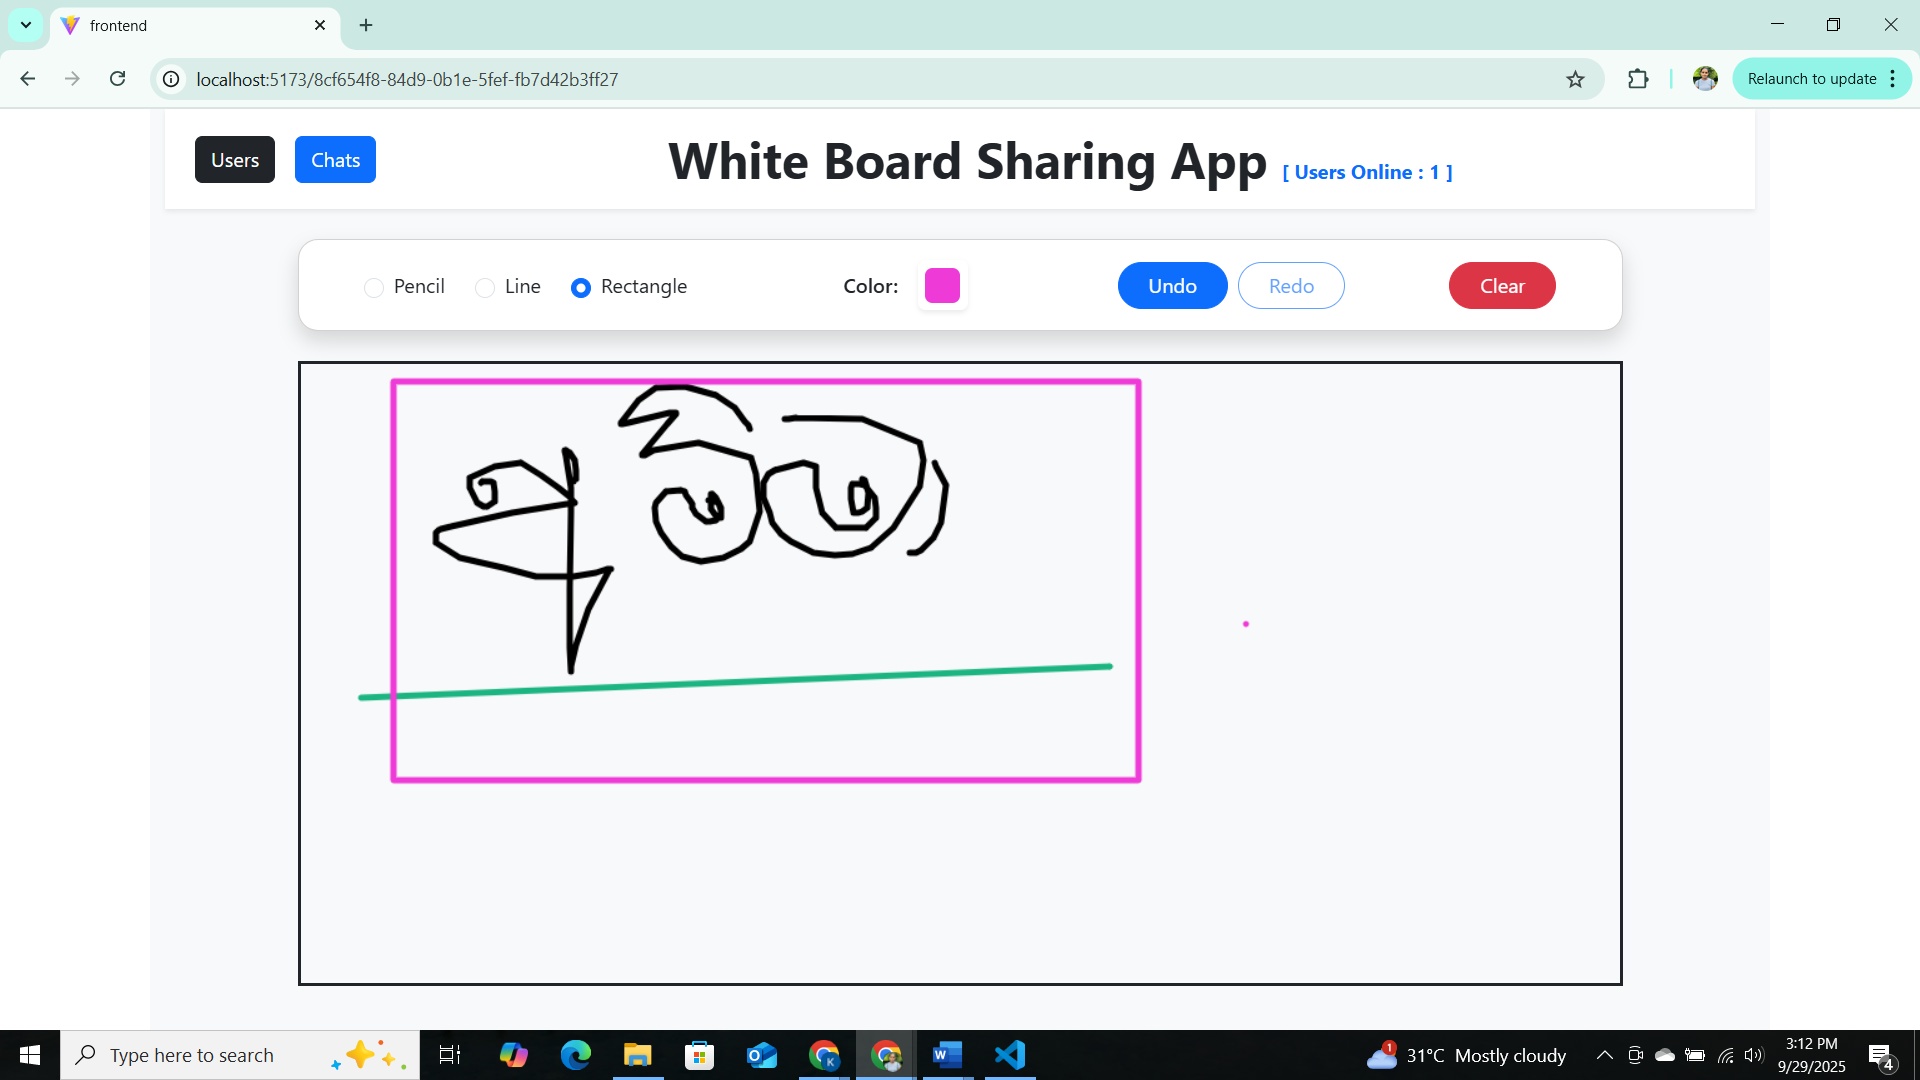 frontend
localhost:5173/8cf654f8-84d9-0b1e-5fef-fb7d42b3ff27
Relaunch to update
Users
Chats
White Board Sharing App [ Users Online : 1 ]
Pencil
Line
Rectangle
Color:
Undo
Redo
Clear
Type here to search
31°C Mostly cloudy
3:12 PM
9/29/2025
4
1